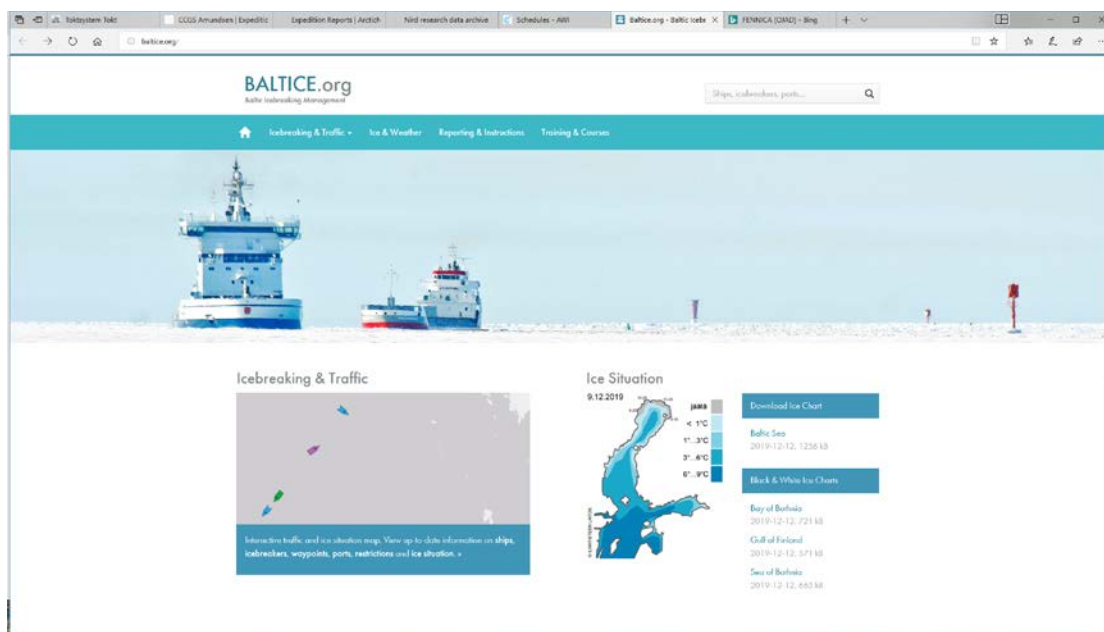 Toktsystem Tokt
CCGS Amundsen | Expeditic
Expedition Reports | Arctich
Nird research data archive
Schedules - AWI
Baltice.org - Baltic Icebr
FENNICA (OMD) - Bing
baltice.org/
BALTICE.org
Baltic Icebreaking Management
Ships, icebreakers, ports...
Icebreaking & Traffic
Ice & Weather
Reporting & Instructions
Training & Courses
Icebreaking & Traffic
Interactive traffic and ice situation map. View up-to-date information on ships,
icebreakers, waypoints, ports, restrictions and ice situation. »
Ice Situation
9.12.2019
jäätä
< 1°C
1°...3°C
3°...6°C
6°...9°C
Download Ice Chart
Baltic Sea
2019-12-12, 1256 kB
Black & White Ice Charts
Bay of Bothnia
2019-12-12, 721 kB
Gulf of Finland
2019-12-12, 571 kB
Sea of Bothnia
2019-12-12, 663 kB